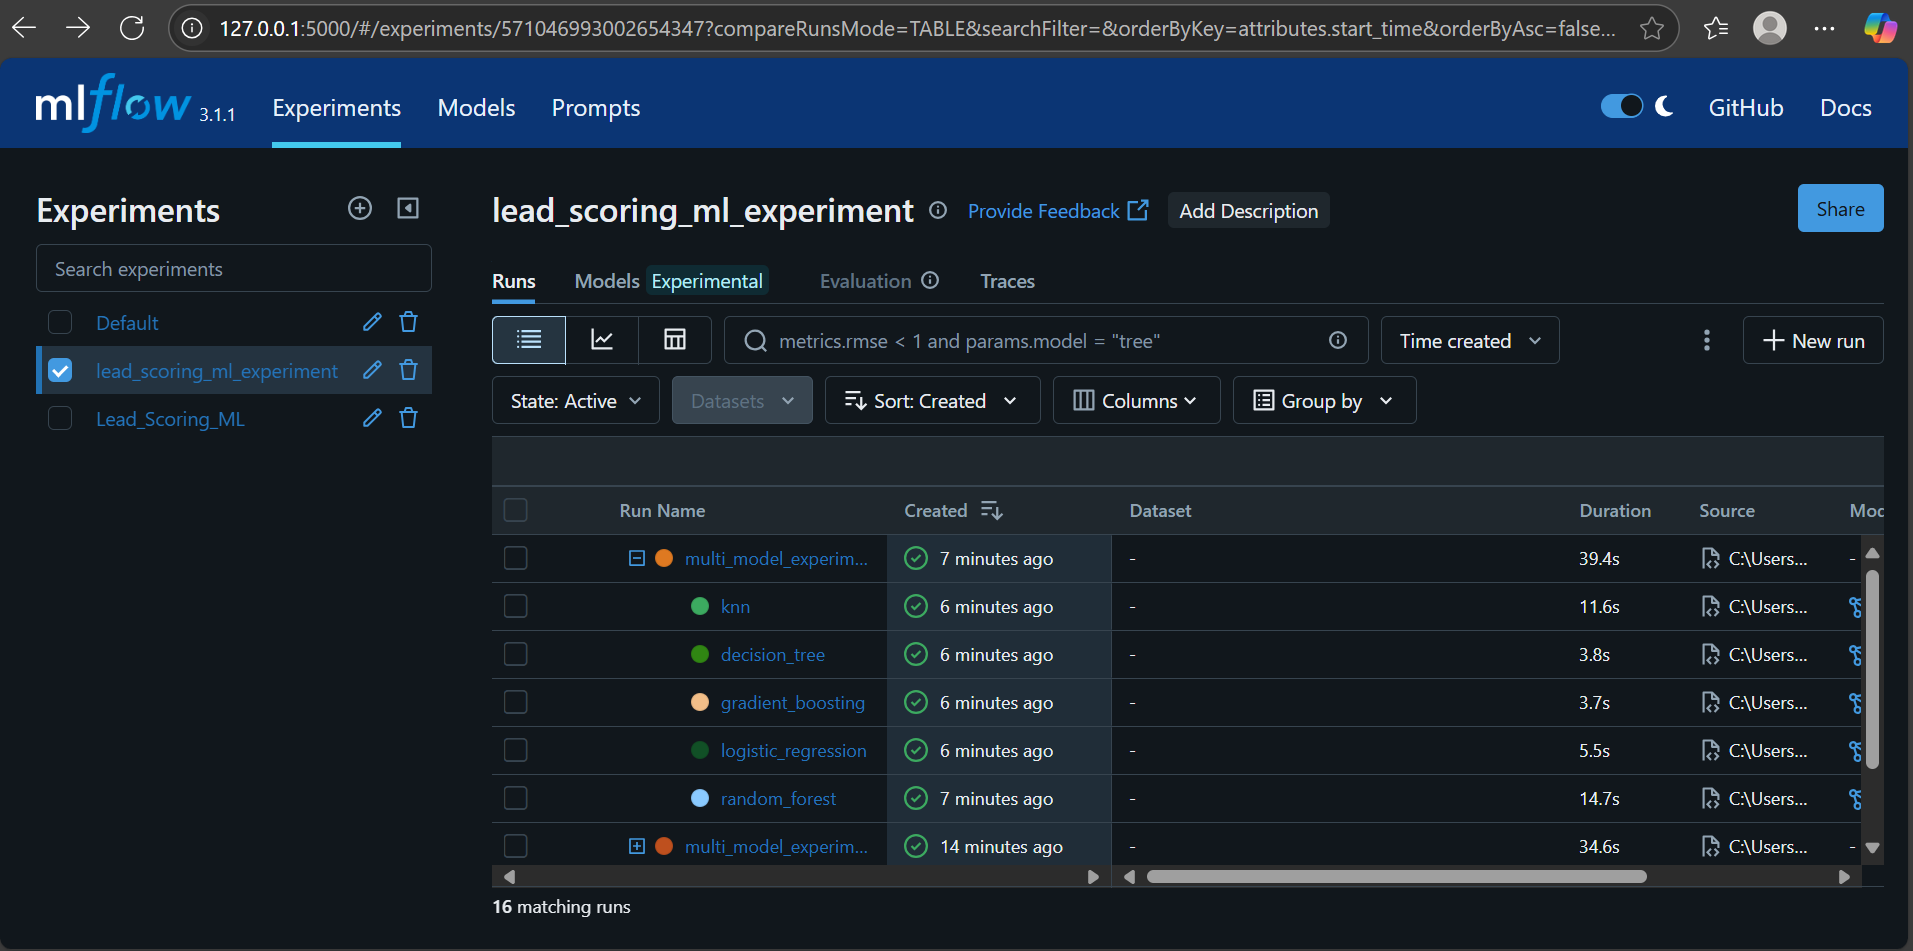 127.0.0.1:5000/#/experiments/571046993002654347?compareRunsMode=TABLE&searchFilter=&orderByKey=attributes.start_time&orderByAsc=false...
mlflow 3.1.1 Experiments Models Prompts GitHub Docs
Experiments
Search experiments
Default
lead_scoring_ml_experiment
Lead_Scoring_ML
lead_scoring_ml_experiment Provide Feedback Add Description Share
Runs Models Experimental Evaluation Traces
metrics.rmse < 1 and params.model = "tree" Time created New run
State: Active Datasets Sort: Created Columns Group by
Run Name Created Dataset Duration Source Mod
multi_model_experim... 7 minutes ago - 39.4s C:\Users... -
knn 6 minutes ago - 11.6s C:\Users...
decision_tree 6 minutes ago - 3.8s C:\Users...
gradient_boosting 6 minutes ago - 3.7s C:\Users...
logistic_regression 6 minutes ago - 5.5s C:\Users...
random_forest 7 minutes ago - 14.7s C:\Users...
multi_model_experim... 14 minutes ago - 34.6s C:\Users... -
16 matching runs